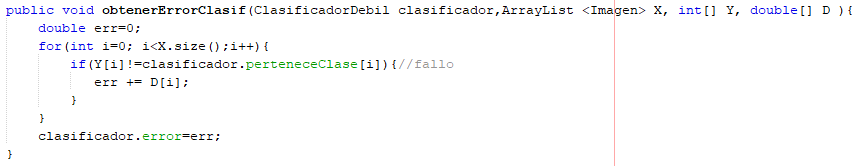 public void obtenerErrorClasif(ClasificadorDebil clasificador,ArrayList <Imagen> X, int[] Y, double[] D ){
double err=0;
for(int i=0; i<X.size();i++){
if(Y[i]!=clasificador.perteneceClase[i]){//fallo
err += D[i];
}
}
clasificador.error=err;
}